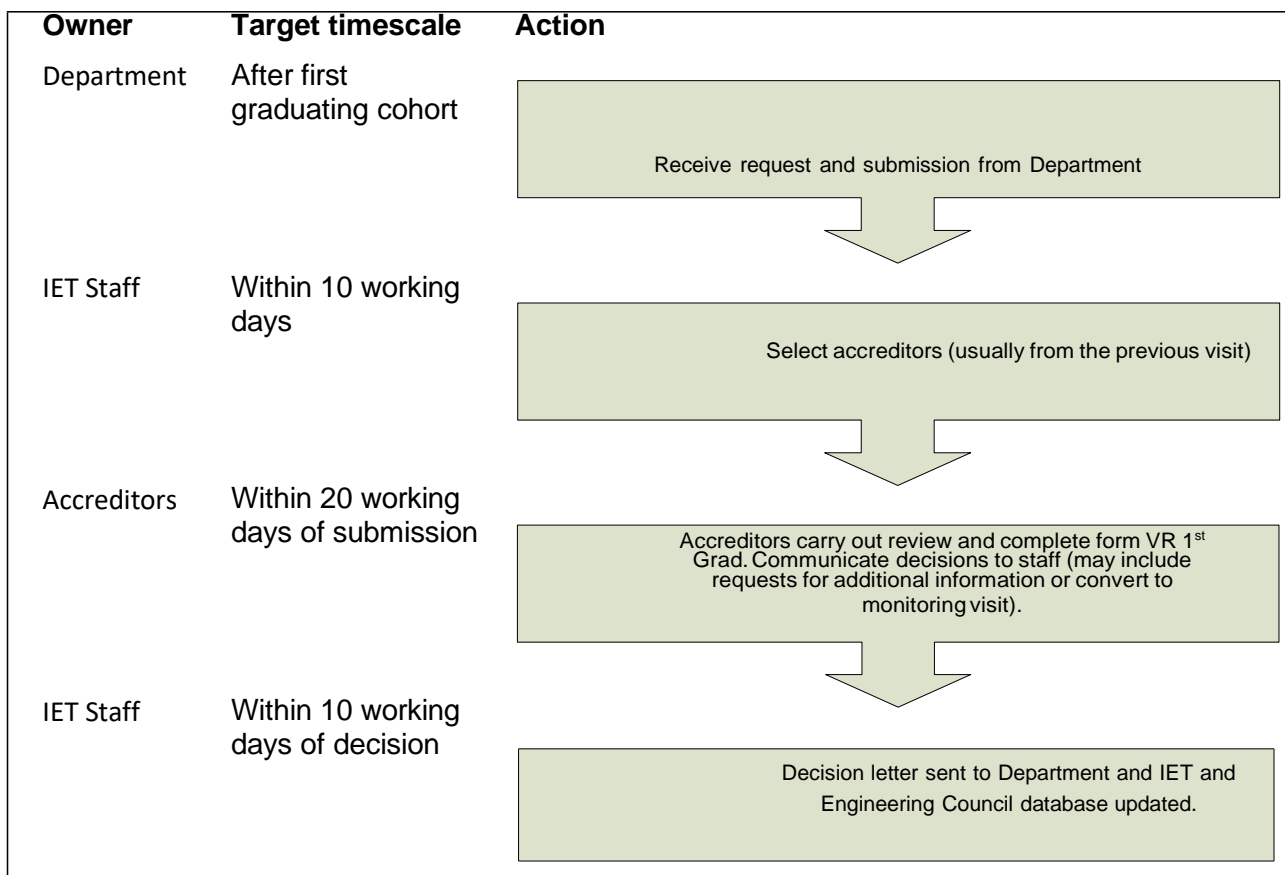 Owner Target timescale Action
Department After first
graduating cohort
Receive request and submission from Department
IET Staff Within 10 working
days
Select accreditors (usually from the previous visit)
Accreditors Within 20 working
days of submission
Accreditors carry out review and complete form VR 1st
Grad. Communicate decisions to staff (may include
requests for additional information or convert to
monitoring visit).
IET Staff Within 10 working
days of decision
Decision letter sent to Department and IET and
Engineering Council database updated.